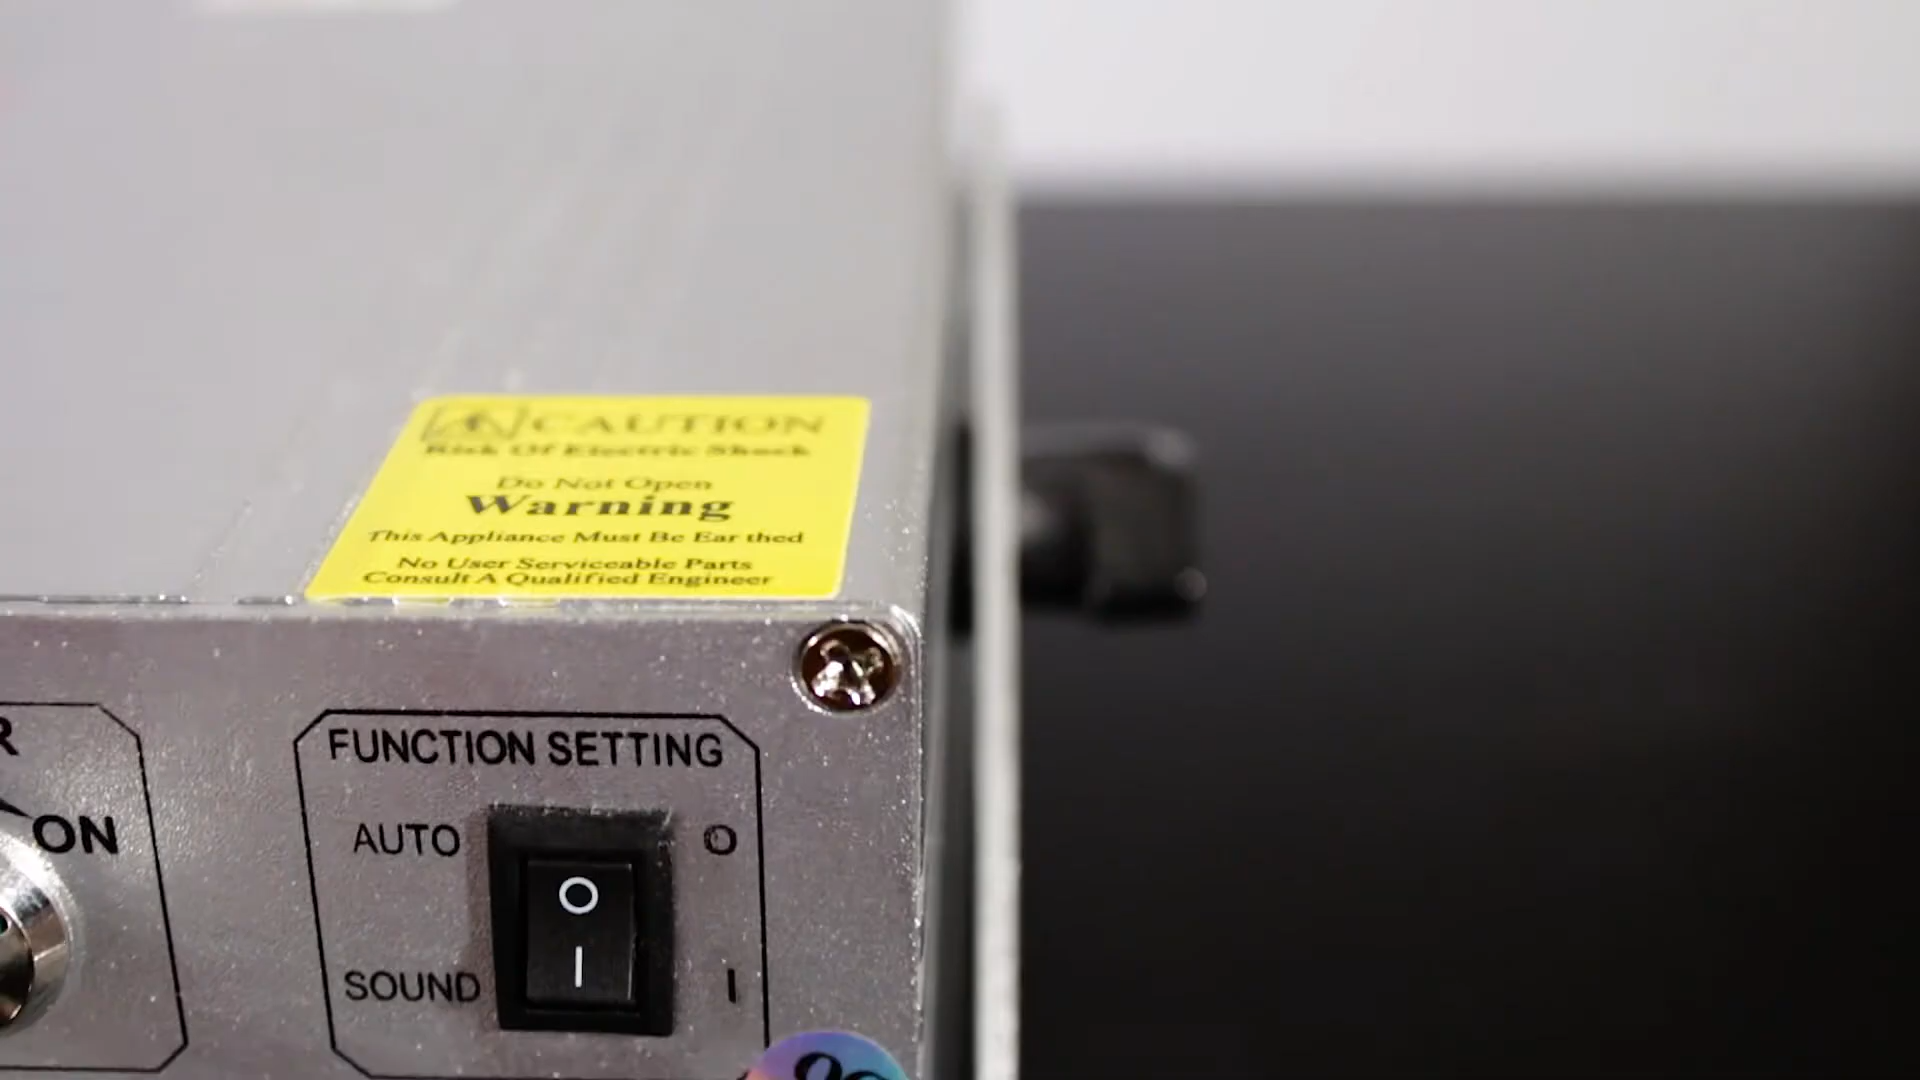 CAUTION
Risk Of Electric Shock
Do Not Open
Warning
This Appliance Must Be Ear thed
No User Serviceable Parts
Consult A Qualified Engineer
R
ON
FUNCTION SETTING
AUTO O
O
I
SOUND I